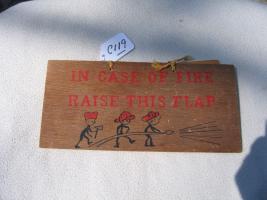 C119
IN CASE OF FIRE
RAISE THIS FLAP